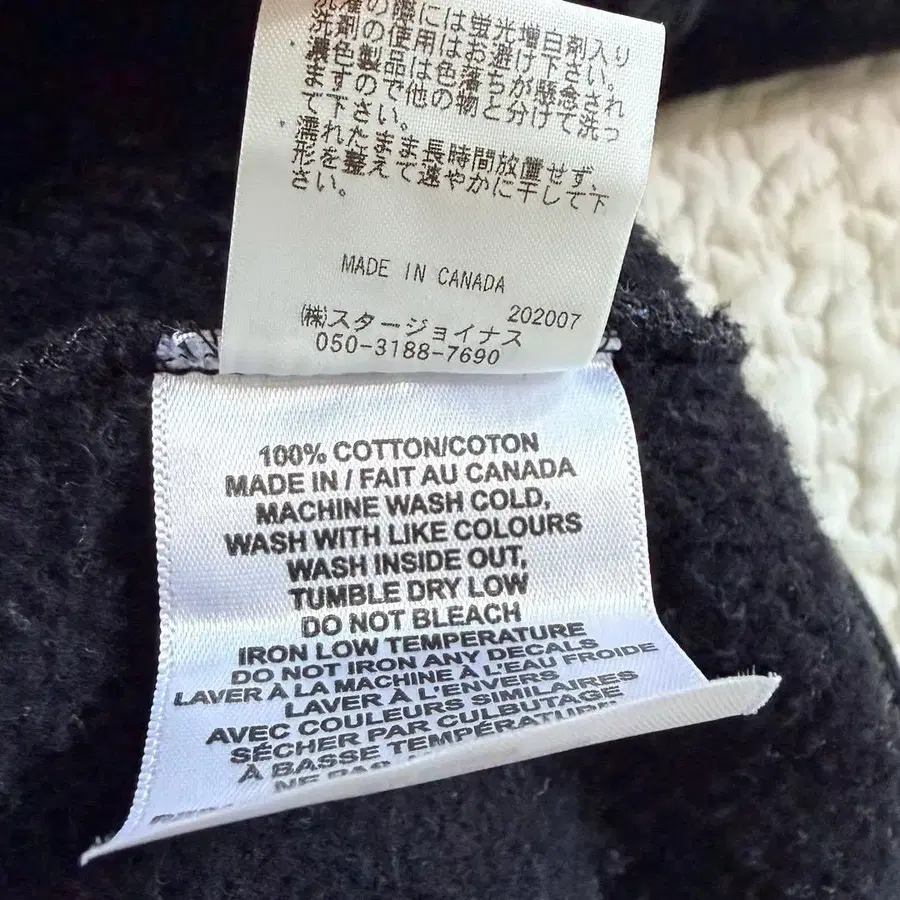 の際には蛍光増白剤入り
洗剤の使用はお避け下さい。
濃色の製品は色落ちが懸念され
ますので他の物と分けて洗っ
て下さい。
濡れたまま長時間放置せず、
形を整えて速やかに干して下
さい。
MADE IN CANADA
202007
㈱スタージョイナス
050-3188-7690
100% COTTON/COTON
MADE IN / FAIT AU CANADA
MACHINE WASH COLD,
WASH WITH LIKE COLOURS
WASH INSIDE OUT,
TUMBLE DRY LOW
DO NOT BLEACH
IRON LOW TEMPERATURE
DO NOT IRON ANY DECALS
LAVER À LA MACHINE À L'EAU FROIDE
LAVER À L'ENVERS
AVEC COULEURS SIMILAIRES
SÉCHER PAR CULBUTAGE
À BASSE TEMPÉRATURE
NE PAS